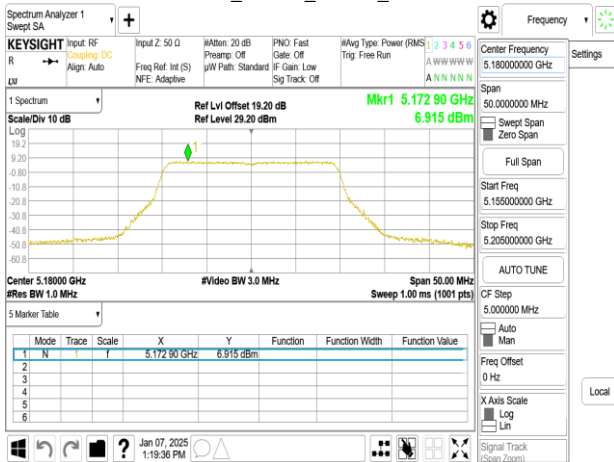 Spectrum Analyzer 1
Swept SA
Frequency
KEYSIGHT
Input: RF
Input Z: 50 Ω
#Atten: 20 dB
PNO: Fast
#Avg Type: Power (RMS
1 2 3 4 5 6
R
Coupling: DC
Preamp: Off
Gate: Off
Trig: Free Run
A W W W W W
Align: Auto
Freq Ref: Int (S)
µW Path: Standard
IF Gain: Low
NFE: Adaptive
Sig Track: Off
A N N N N N
LXI
1 Spectrum
Ref Lvl Offset 19.20 dB
Mkr1 5.172 90 GHz
Scale/Div 10 dB
Ref Level 29.20 dBm
6.915 dBm
Log
1
19.2
9.20
-0.80
-10.8
-20.8
-30.8
-40.8
-50.8
-60.8
Center 5.18000 GHz
#Video BW 3.0 MHz
Span 50.00 MHz
#Res BW 1.0 MHz
Sweep 1.00 ms (1001 pts)
5 Marker Table
Mode Trace Scale X Y Function Function Width Function Value
1 N 1 f 5.172 90 GHz 6.915 dBm
2
3
4
5
6
?
Jan 07, 2025
1:19:36 PM
Center Frequency
5.180000000 GHz
Settings
Span
50.0000000 MHz
Swept Span
Zero Span
Full Span
Start Freq
5.155000000 GHz
Stop Freq
5.205000000 GHz
AUTO TUNE
CF Step
5.000000 MHz
Auto
Man
Freq Offset
0 Hz
Local
X Axis Scale
Log
Lin
Signal Track
(Span Zoom)